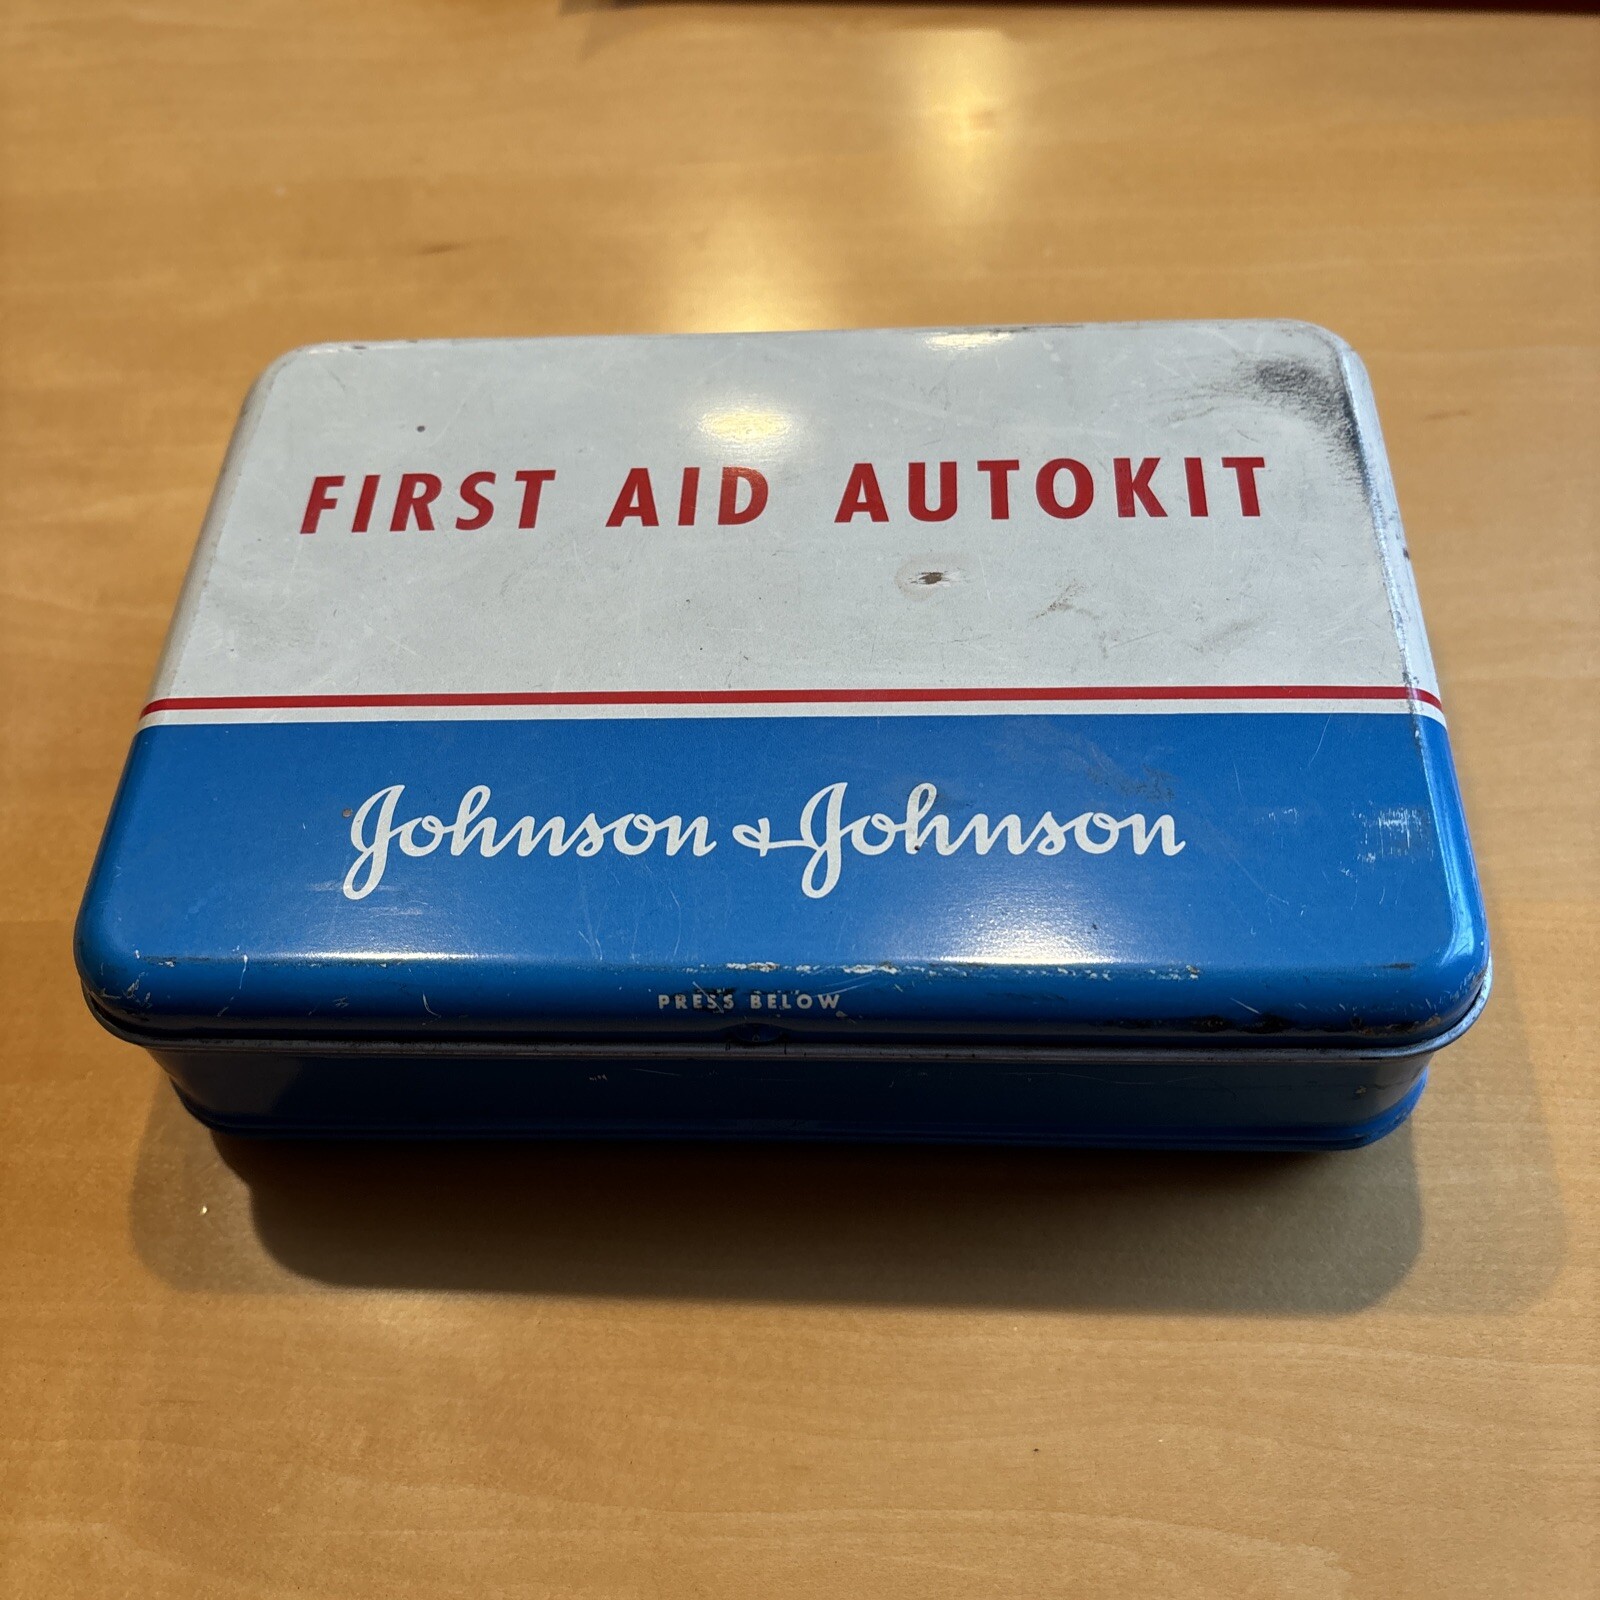 FIRST AID AUTOKIT
Johnson & Johnson
PRESS BELOW